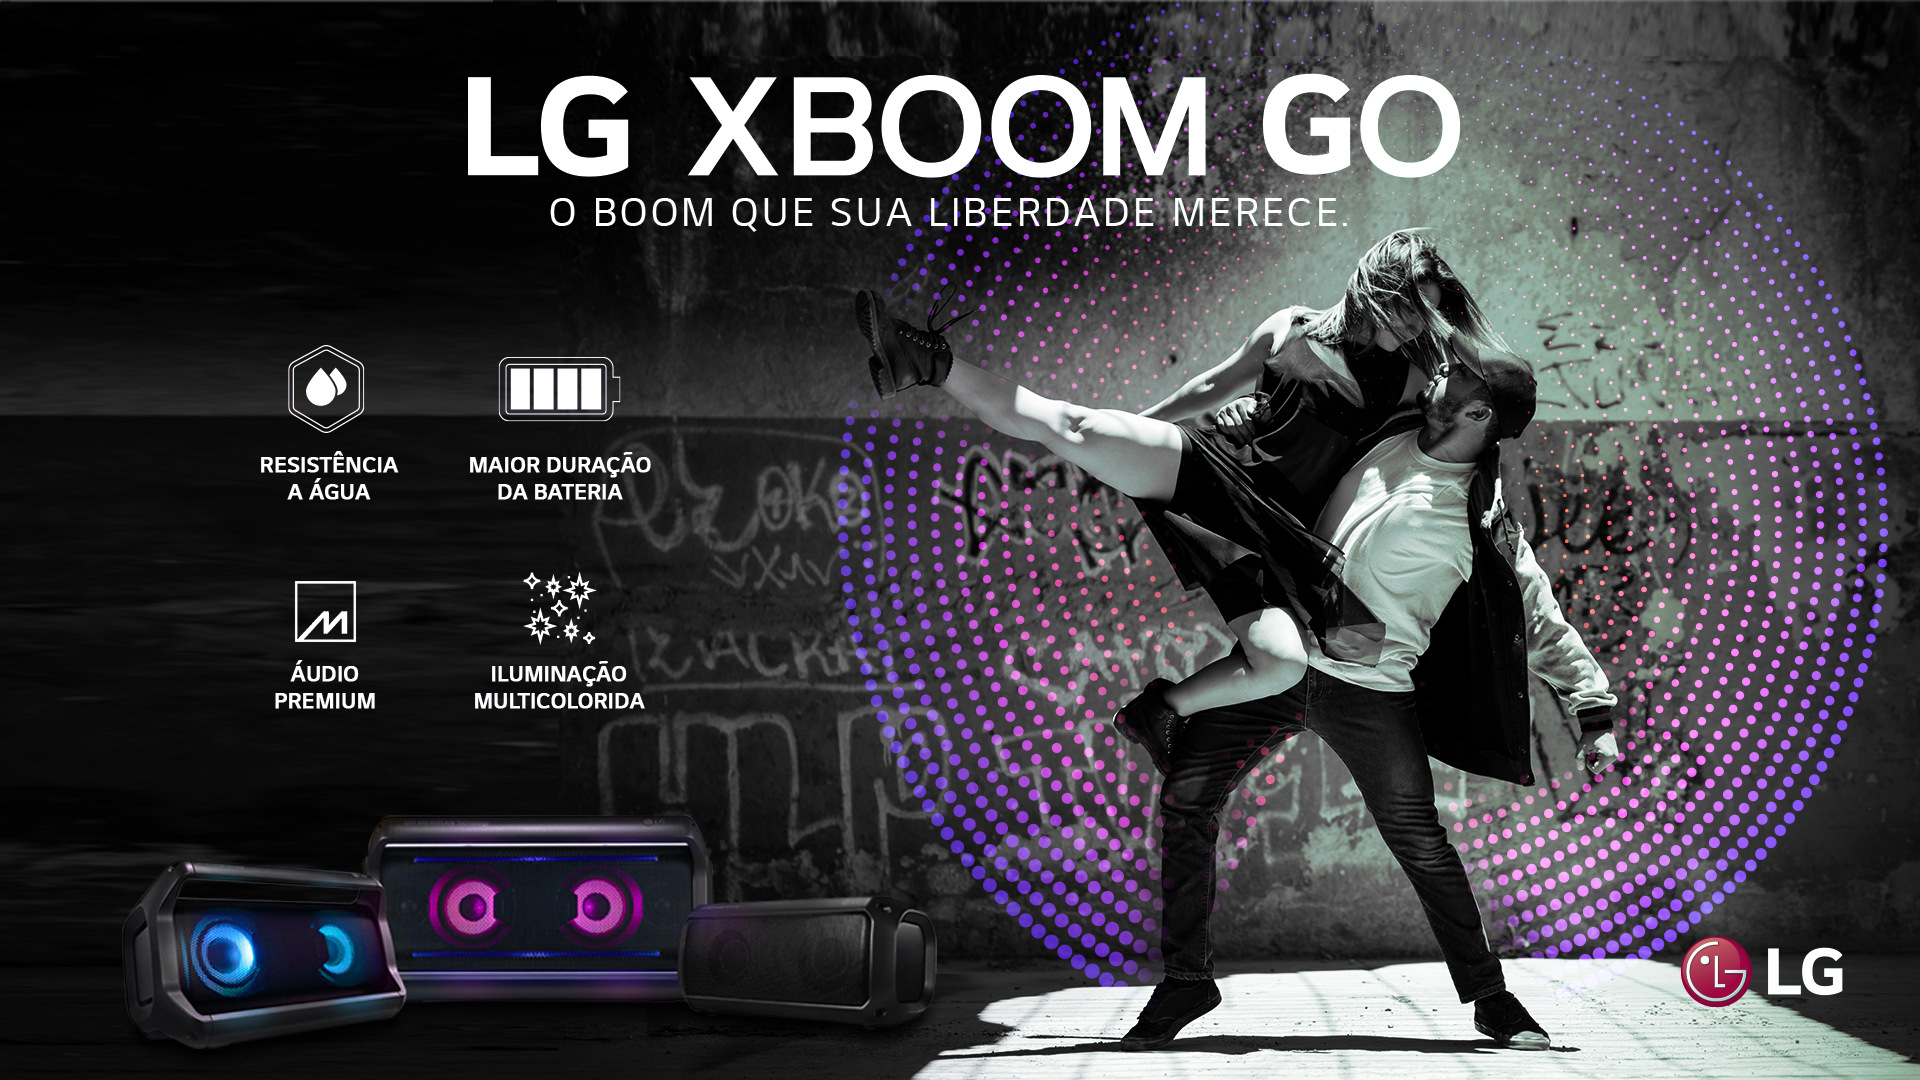 LG XBOOM GO
O BOOM QUE SUA LIBERDADE MERECE.
RESISTÊNCIA
A ÁGUA
MAIOR DURAÇÃO
DA BATERIA
ÁUDIO
PREMIUM
ILUMINAÇÃO
MULTICOLORIDA
LG